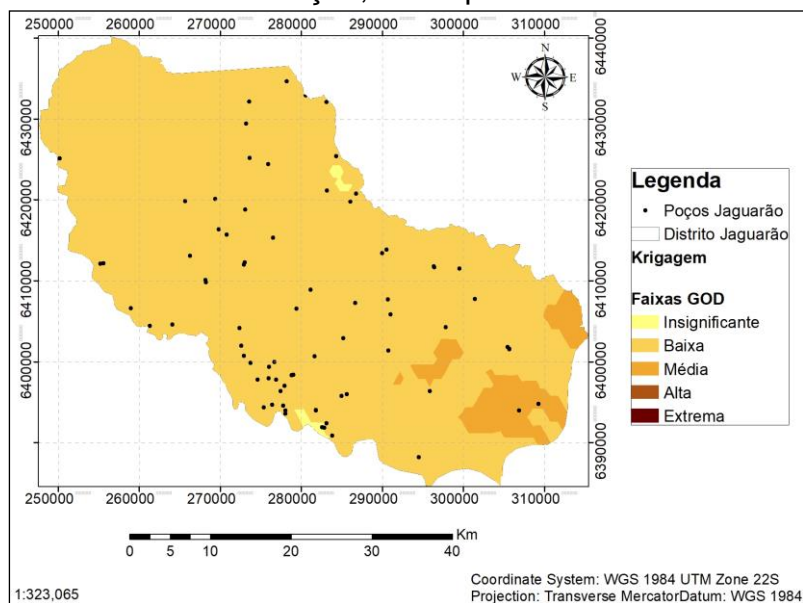 250000 260000 270000 280000 290000 300000 310000
N
W E
S
6440000
6430000
6420000
6410000
6400000
6390000
6440000
6430000
6420000
6410000
6400000
6390000
250000 260000 270000 280000 290000 300000 310000
Legenda
Poços Jaguarão
Distrito Jaguarão
Krigagem
Faixas GOD
Insignificante
Baixa
Média
Alta
Extrema
Km
0 5 10 20 30 40
1:323,065
Coordinate System: WGS 1984 UTM Zone 22S
Projection: Transverse MercatorDatum: WGS 1984